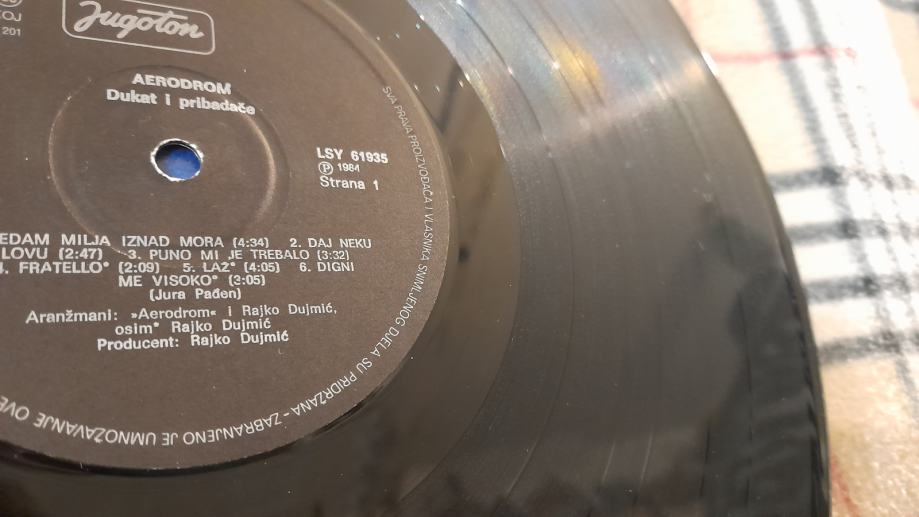 Jugoton
201
AERODROM
Dukat i pribadače
LSY 61935
Ⓟ 1984
Strana 1
EDAM MILJA IZNAD MORA (4:34) 2. DAJ NEKU
LOVU (2:47) 3. PUNO MI JE TREBALO (3:32)
4. FRATELLO* (2:09) 5. LAŽ* (4:05) 6. DIGNI
ME VISOKO* (3:05)
(Jura Pađen)
Aranžmani: »Aerodrom« i Rajko Dujmić,
osim* Rajko Dujmić
Producent: Rajko Dujmić
SVA PRAVA PROIZVOĐAČA I VLASNIKA SNIMLJENOG DJELA SU PRIDRŽANA - ZABRANJENO JE UMNOŽAVANJE OVE